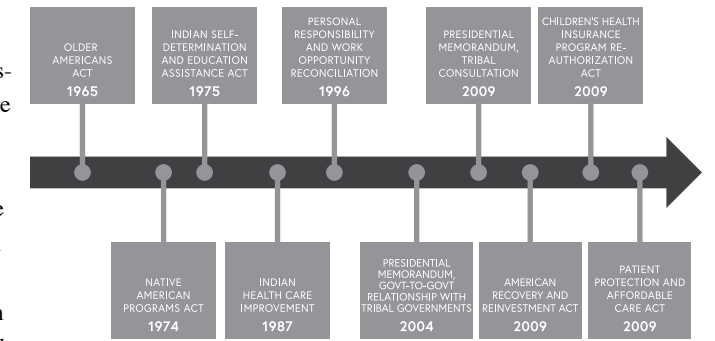 OLDER
AMERICANS
ACT
1965
INDIAN SELF-
DETERMINATION
AND EDUCATION
ASSISTANCE ACT
1975
PERSONAL
RESPONSIBILITY
AND WORK
OPPORTUNITY
RECONCILIATION
1996
PRESIDENTIAL
MEMORANDUM,
TRIBAL
CONSULTATION
2009
CHILDREN'S HEALTH
INSURANCE
PROGRAM RE-
AUTHORIZATION
ACT
2009
NATIVE
AMERICAN
PROGRAMS ACT
1974
INDIAN
HEALTH CARE
IMPROVEMENT
1987
PRESIDENTIAL
MEMORANDUM,
GOVT-TO-GOVT
RELATIONSHIP WITH
TRIBAL GOVERNMENTS
2004
AMERICAN
RECOVERY AND
REINVESTMENT ACT
2009
PATIENT
PROTECTION AND
AFFORDABLE
CARE ACT
2009